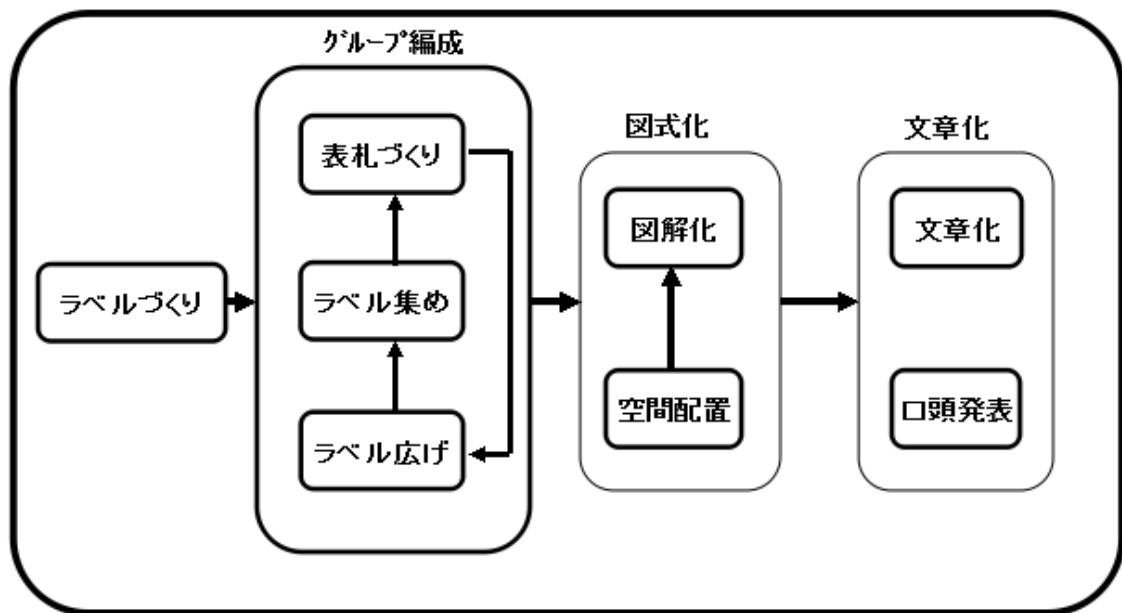 グループ編成
図式化
文章化
表札づくり
図解化
文章化
ラベルづくり
ラベル集め
ラベル広げ
空間配置
口頭発表